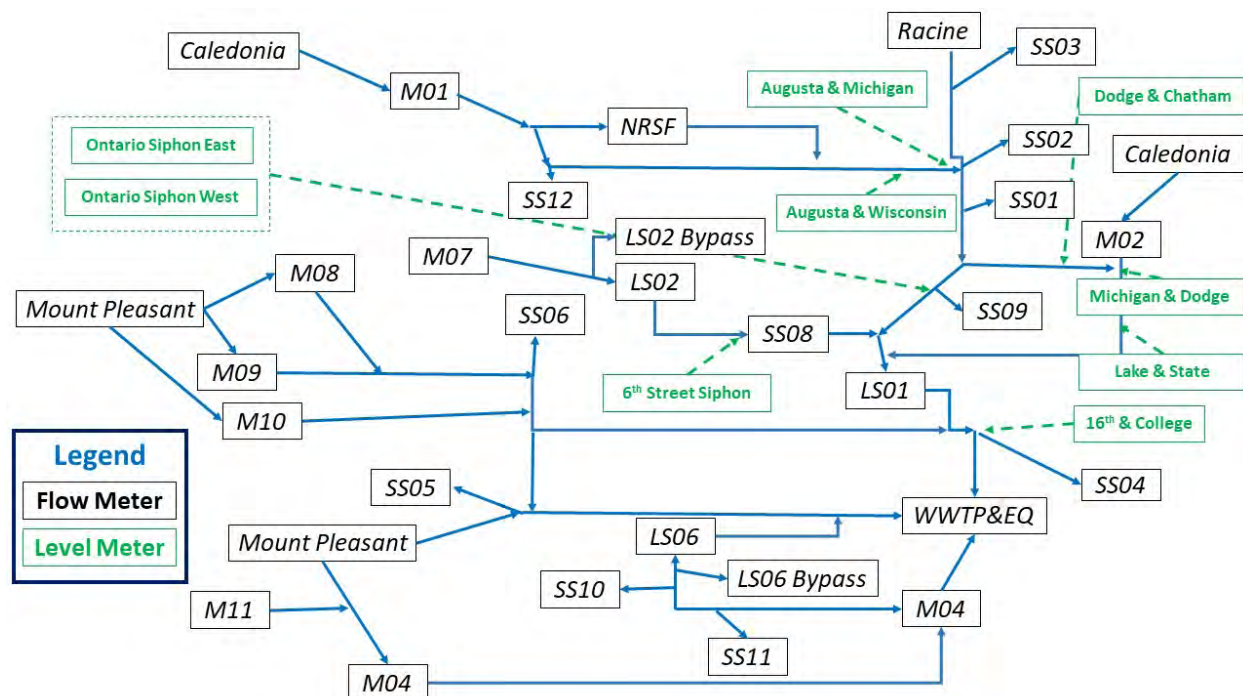 Racine
Caledonia
SS03
Augusta & Michigan
Dodge & Chatham
M01
NRSF
SS02
Ontario Siphon East
Caledonia
Ontario Siphon West
SS12
SS01
Augusta & Wisconsin
LS02 Bypass
M02
M07
M08
LS02
Mount Pleasant
Michigan & Dodge
SS06
SS09
SS08
M09
Lake & State
6th Street Siphon
LS01
M10
16th & College
Legend
Flow Meter
Level Meter
SS05
SS04
WWTP&EQ
Mount Pleasant
LS06
LS06 Bypass
SS10
M11
M04
SS11
M04